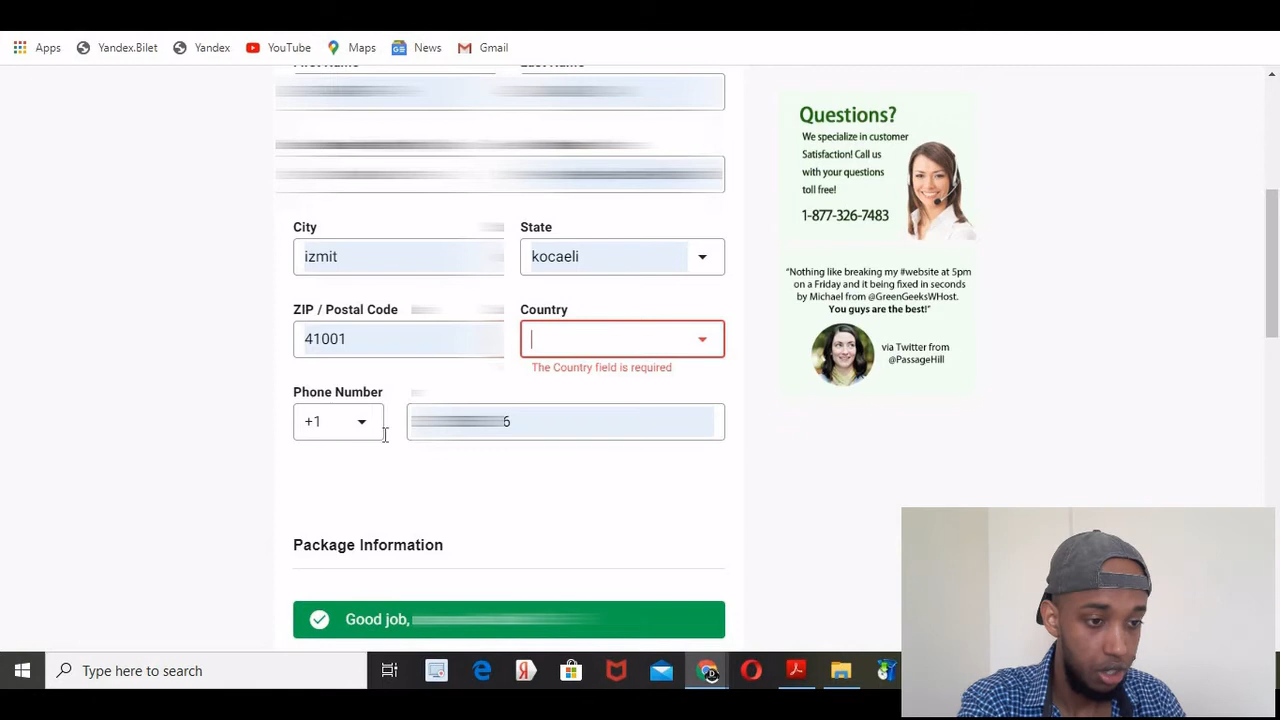 Apps
Yandex.Bilet
Yandex
YouTube
Maps
News
Gmail
City
State
izmit
kocaeli
ZIP / Postal Code
Country
41001
The Country field is required
Phone Number
+1
6
Package Information
Good job,
Questions?
We specialize in customer
Satisfaction! Call us
with your questions
toll free!
1-877-326-7483
"Nothing like breaking my #website at 5pm
on a Friday and it being fixed in seconds
by Michael from @GreenGeeksWHost.
You guys are the best!"
via Twitter from
@PassageHill
Type here to search